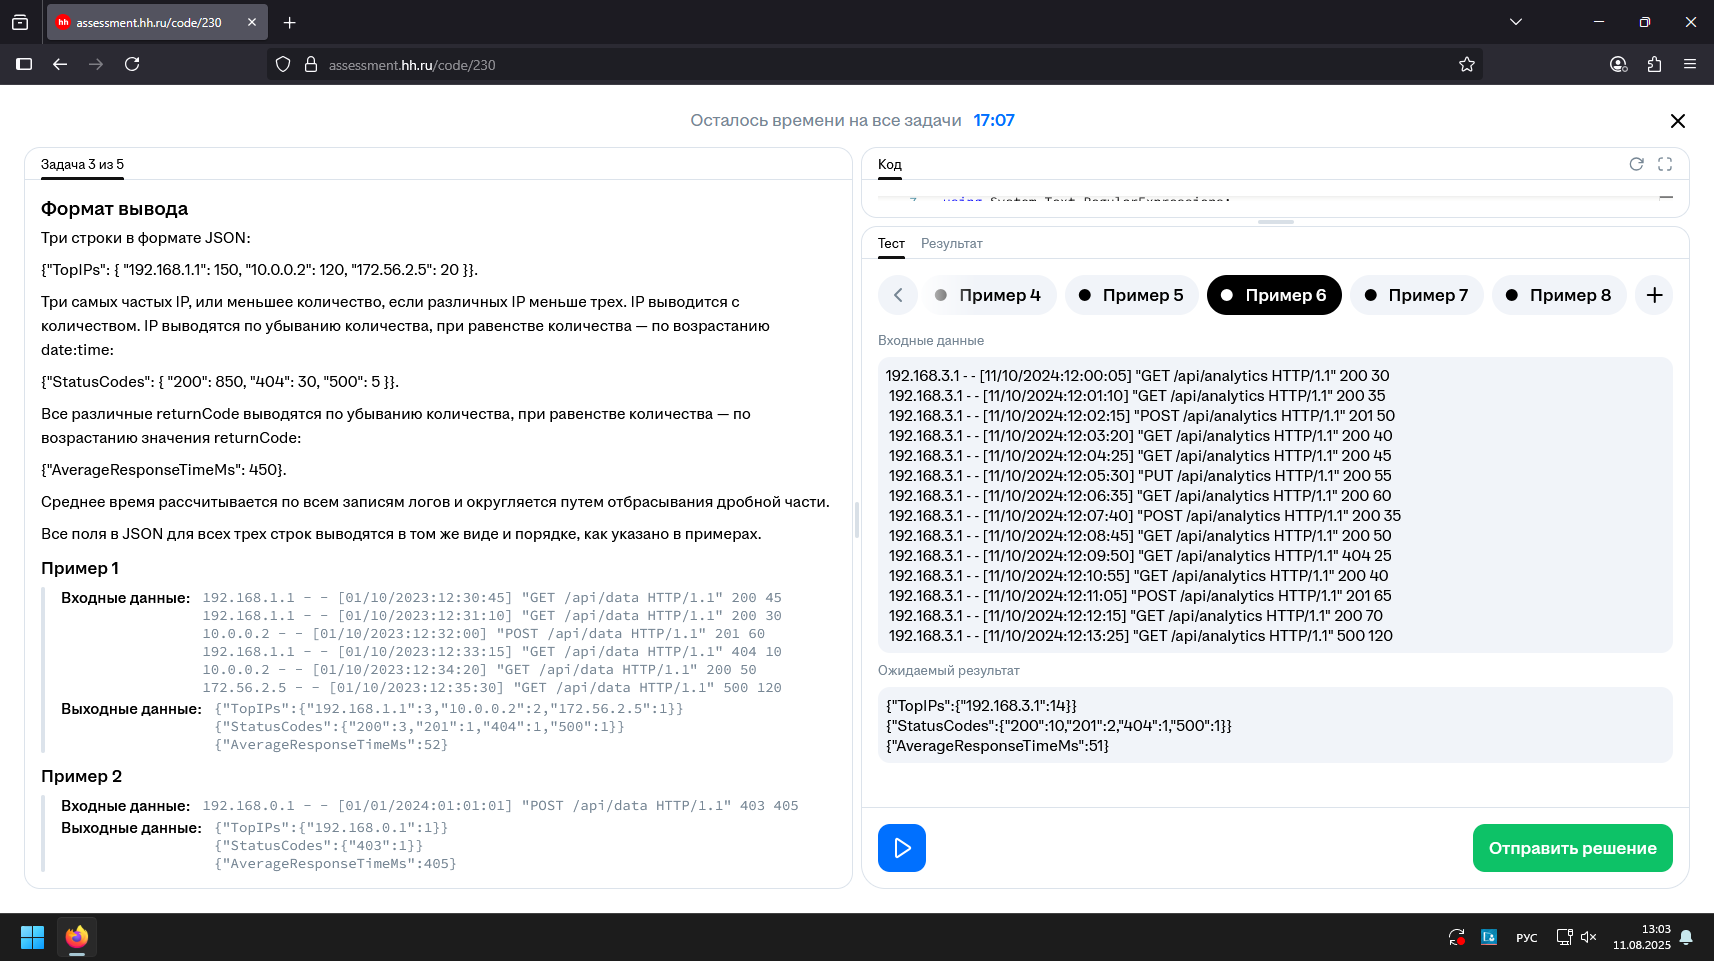 assessment.hh.ru/code/230
assessment.hh.ru/code/230
Осталось времени на все задачи 17:07
Задача 3 из 5
Формат вывода
Три строки в формате JSON:
{"TopIPs": { "192.168.1.1": 150, "10.0.0.2": 120, "172.56.2.5": 20 }}.
Три самых частых IP, или меньшее количество, если различных IP меньше трех. IP выводится с
количеством. IP выводятся по убыванию количества, при равенстве количества — по возрастанию
date:time:
{"StatusCodes": { "200": 850, "404": 30, "500": 5 }}.
Все различные returnCode выводятся по убыванию количества, при равенстве количества — по
возрастанию значения returnCode:
{"AverageResponseTimeMs": 450}.
Среднее время рассчитывается по всем записям логов и округляется путем отбрасывания дробной части.
Все поля в JSON для всех трех строк выводятся в том же виде и порядке, как указано в примерах.
Пример 1
Входные данные: 192.168.1.1 - - [01/10/2023:12:30:45] "GET /api/data HTTP/1.1" 200 45
192.168.1.1 - - [01/10/2023:12:31:10] "GET /api/data HTTP/1.1" 200 30
10.0.0.2 - - [01/10/2023:12:32:00] "POST /api/data HTTP/1.1" 201 60
192.168.1.1 - - [01/10/2023:12:33:15] "GET /api/data HTTP/1.1" 404 10
10.0.0.2 - - [01/10/2023:12:34:20] "GET /api/data HTTP/1.1" 200 50
172.56.2.5 - - [01/10/2023:12:35:30] "GET /api/data HTTP/1.1" 500 120
Выходные данные: {"TopIPs":{"192.168.1.1":3,"10.0.0.2":2,"172.56.2.5":1}}
{"StatusCodes":{"200":3,"201":1,"404":1,"500":1}}
{"AverageResponseTimeMs":52}
Пример 2
Входные данные: 192.168.0.1 - - [01/01/2024:01:01:01] "POST /api/data HTTP/1.1" 403 405
Выходные данные: {"TopIPs":{"192.168.0.1":1}}
{"StatusCodes":{"403":1}}
{"AverageResponseTimeMs":405}
Код
7 using System.Text.RegularExpressions;
Тест Результат
Пример 4 Пример 5 Пример 6 Пример 7 Пример 8
Входные данные
192.168.3.1 - - [11/10/2024:12:00:05] "GET /api/analytics HTTP/1.1" 200 30
192.168.3.1 - - [11/10/2024:12:01:10] "GET /api/analytics HTTP/1.1" 200 35
192.168.3.1 - - [11/10/2024:12:02:15] "POST /api/analytics HTTP/1.1" 201 50
192.168.3.1 - - [11/10/2024:12:03:20] "GET /api/analytics HTTP/1.1" 200 40
192.168.3.1 - - [11/10/2024:12:04:25] "GET /api/analytics HTTP/1.1" 200 45
192.168.3.1 - - [11/10/2024:12:05:30] "PUT /api/analytics HTTP/1.1" 200 55
192.168.3.1 - - [11/10/2024:12:06:35] "GET /api/analytics HTTP/1.1" 200 60
192.168.3.1 - - [11/10/2024:12:07:40] "POST /api/analytics HTTP/1.1" 200 35
192.168.3.1 - - [11/10/2024:12:08:45] "GET /api/analytics HTTP/1.1" 200 50
192.168.3.1 - - [11/10/2024:12:09:50] "GET /api/analytics HTTP/1.1" 404 25
192.168.3.1 - - [11/10/2024:12:10:55] "GET /api/analytics HTTP/1.1" 200 40
192.168.3.1 - - [11/10/2024:12:11:05] "POST /api/analytics HTTP/1.1" 201 65
192.168.3.1 - - [11/10/2024:12:12:15] "GET /api/analytics HTTP/1.1" 200 70
192.168.3.1 - - [11/10/2024:12:13:25] "GET /api/analytics HTTP/1.1" 500 120
Ожидаемый результат
{"TopIPs":{"192.168.3.1":14}}
{"StatusCodes":{"200":10,"201":2,"404":1,"500":1}}
{"AverageResponseTimeMs":51}
Отправить решение
РУС
13:03
11.08.2025